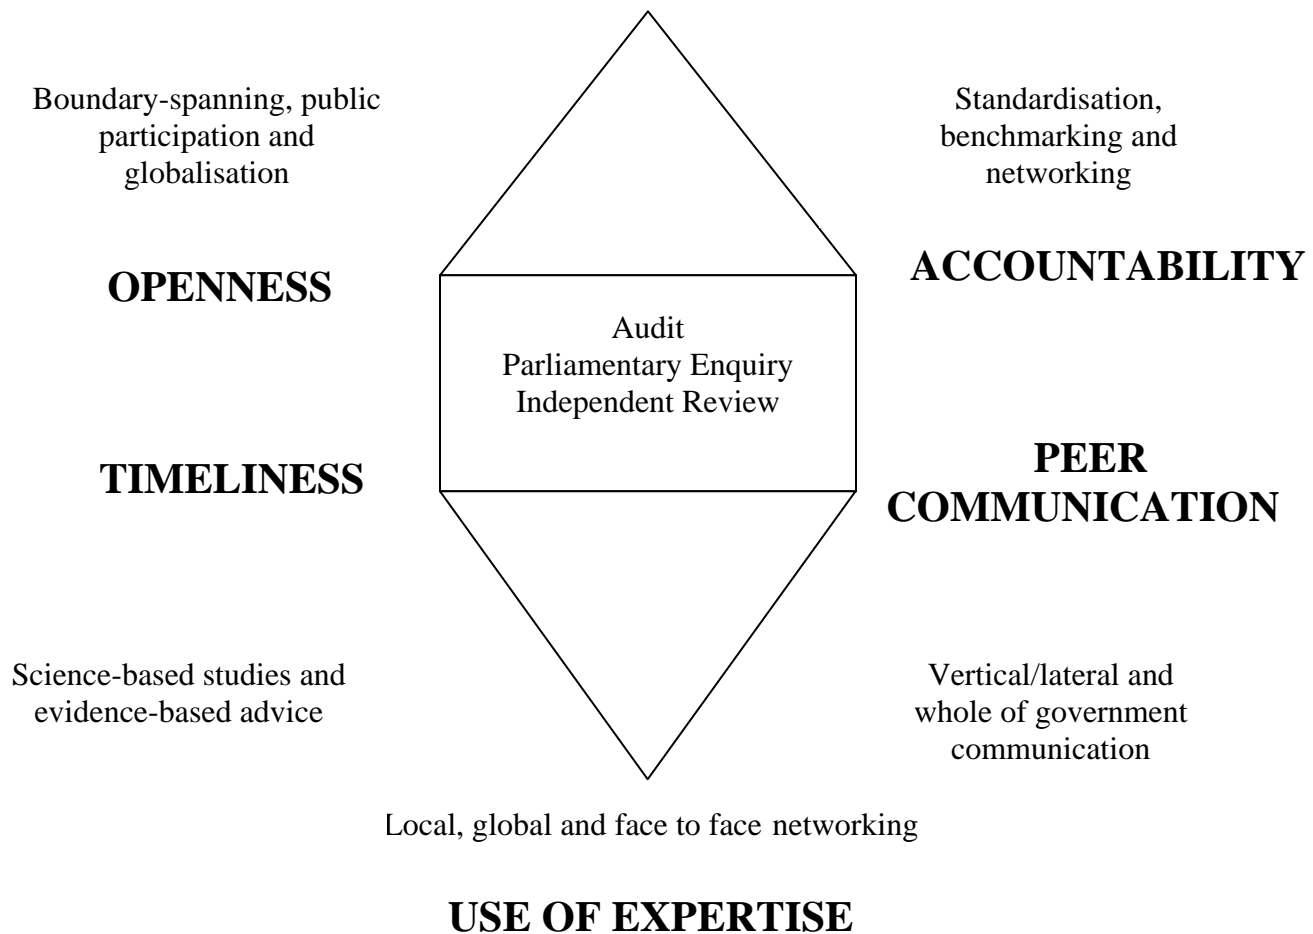 Boundary-spanning, public
participation and
globalisation
Standardisation,
benchmarking and
networking
OPENNESS
ACCOUNTABILITY
Audit
Parliamentary Enquiry
Independent Review
TIMELINESS
PEER
COMMUNICATION
Science-based studies and
evidence-based advice
Vertical/lateral and
whole of government
communication
Local, global and face to face networking
USE OF EXPERTISE